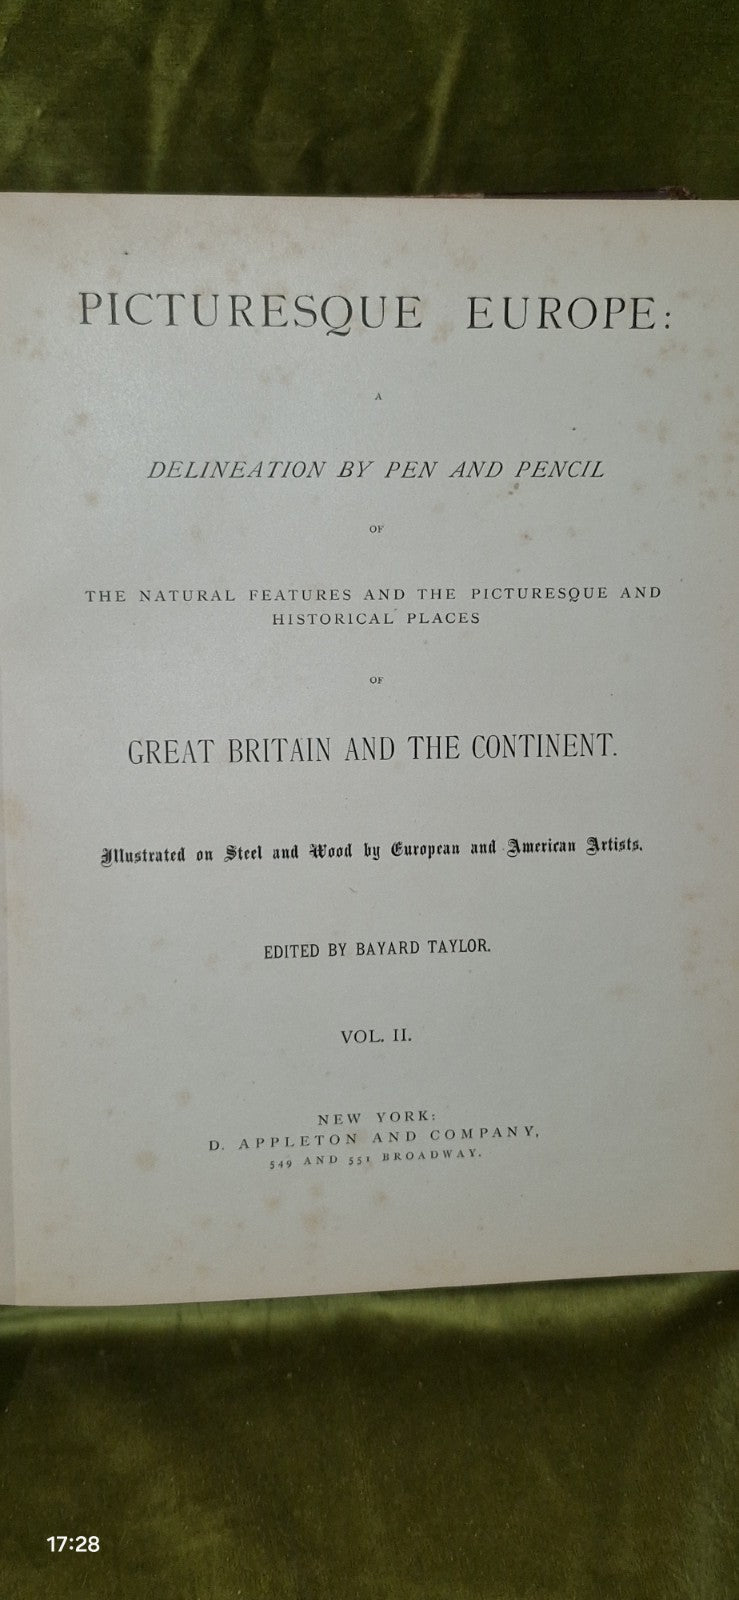 PICTURESQUE EUROPE:
A
DELINEATION BY PEN AND PENCIL
OF
THE NATURAL FEATURES AND THE PICTURESQUE AND
HISTORICAL PLACES
OF
GREAT BRITAIN AND THE CONTINENT.
Illustrated on Steel and Wood by European and American Artists.
EDITED BY BAYARD TAYLOR.
VOL. II.
NEW YORK:
D. APPLETON AND COMPANY,
549 AND 551 BROADWAY.
17:28